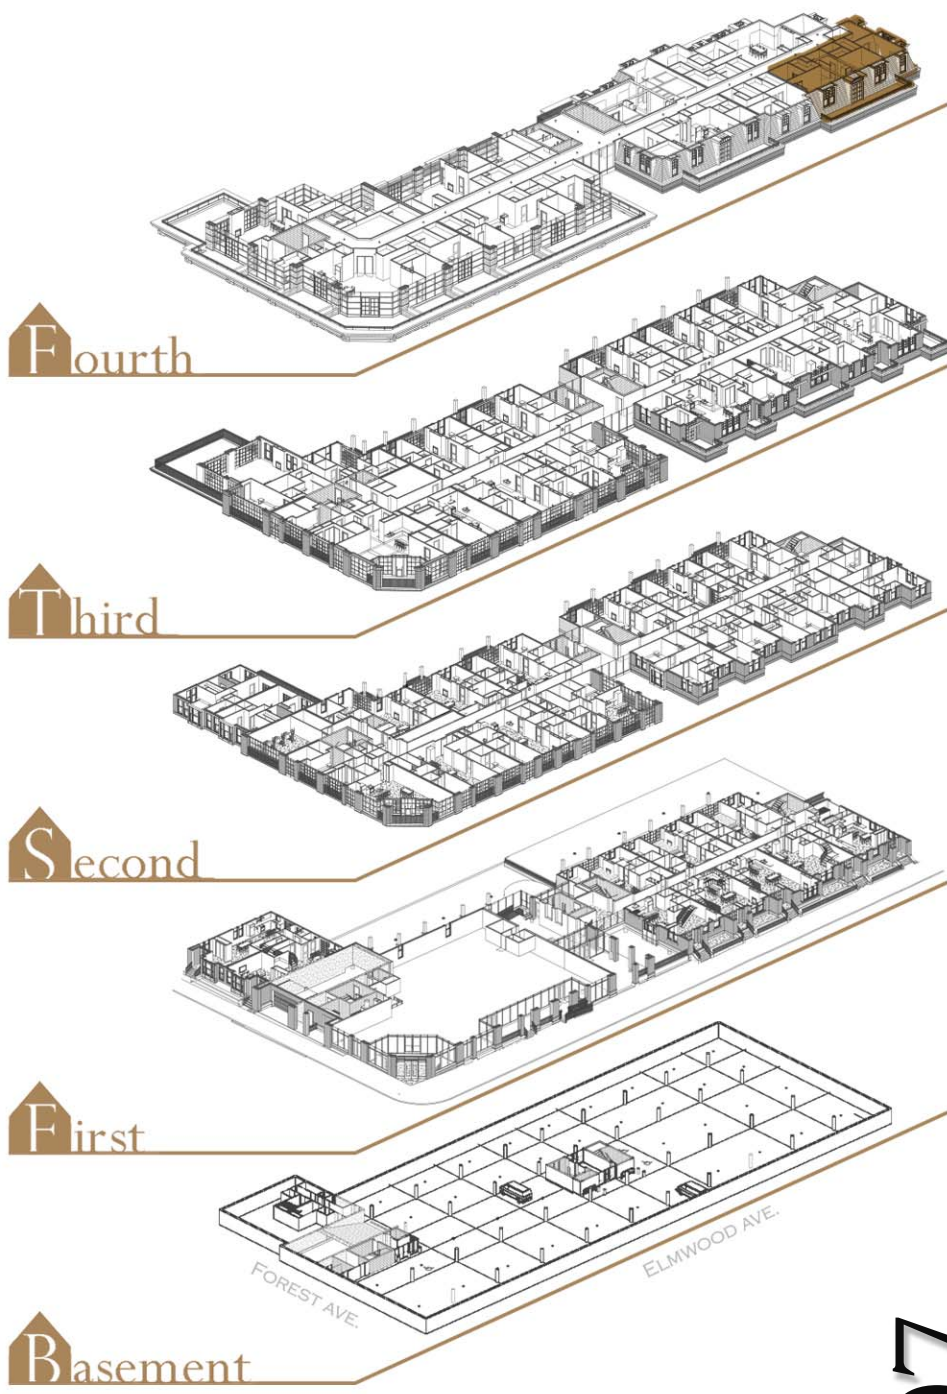 Fourth
Third
Second
First
FOREST AVE.
ELMWOOD AVE.
Basement